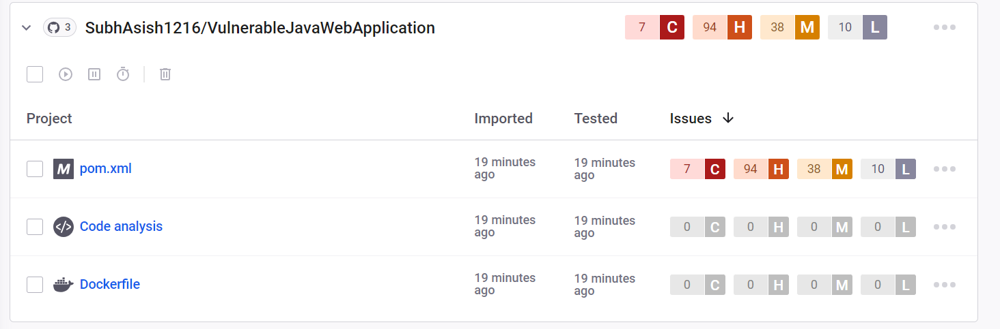 3 SubhAsish1216/VulnerableJavaWebApplication 7 C 94 H 38 M 10 L
Project Imported Tested Issues
M pom.xml 19 minutes ago 19 minutes ago 7 C 94 H 38 M 10 L
</> Code analysis 19 minutes ago 19 minutes ago 0 C 0 H 0 M 0 L
Dockerfile 19 minutes ago 19 minutes ago 0 C 0 H 0 M 0 L